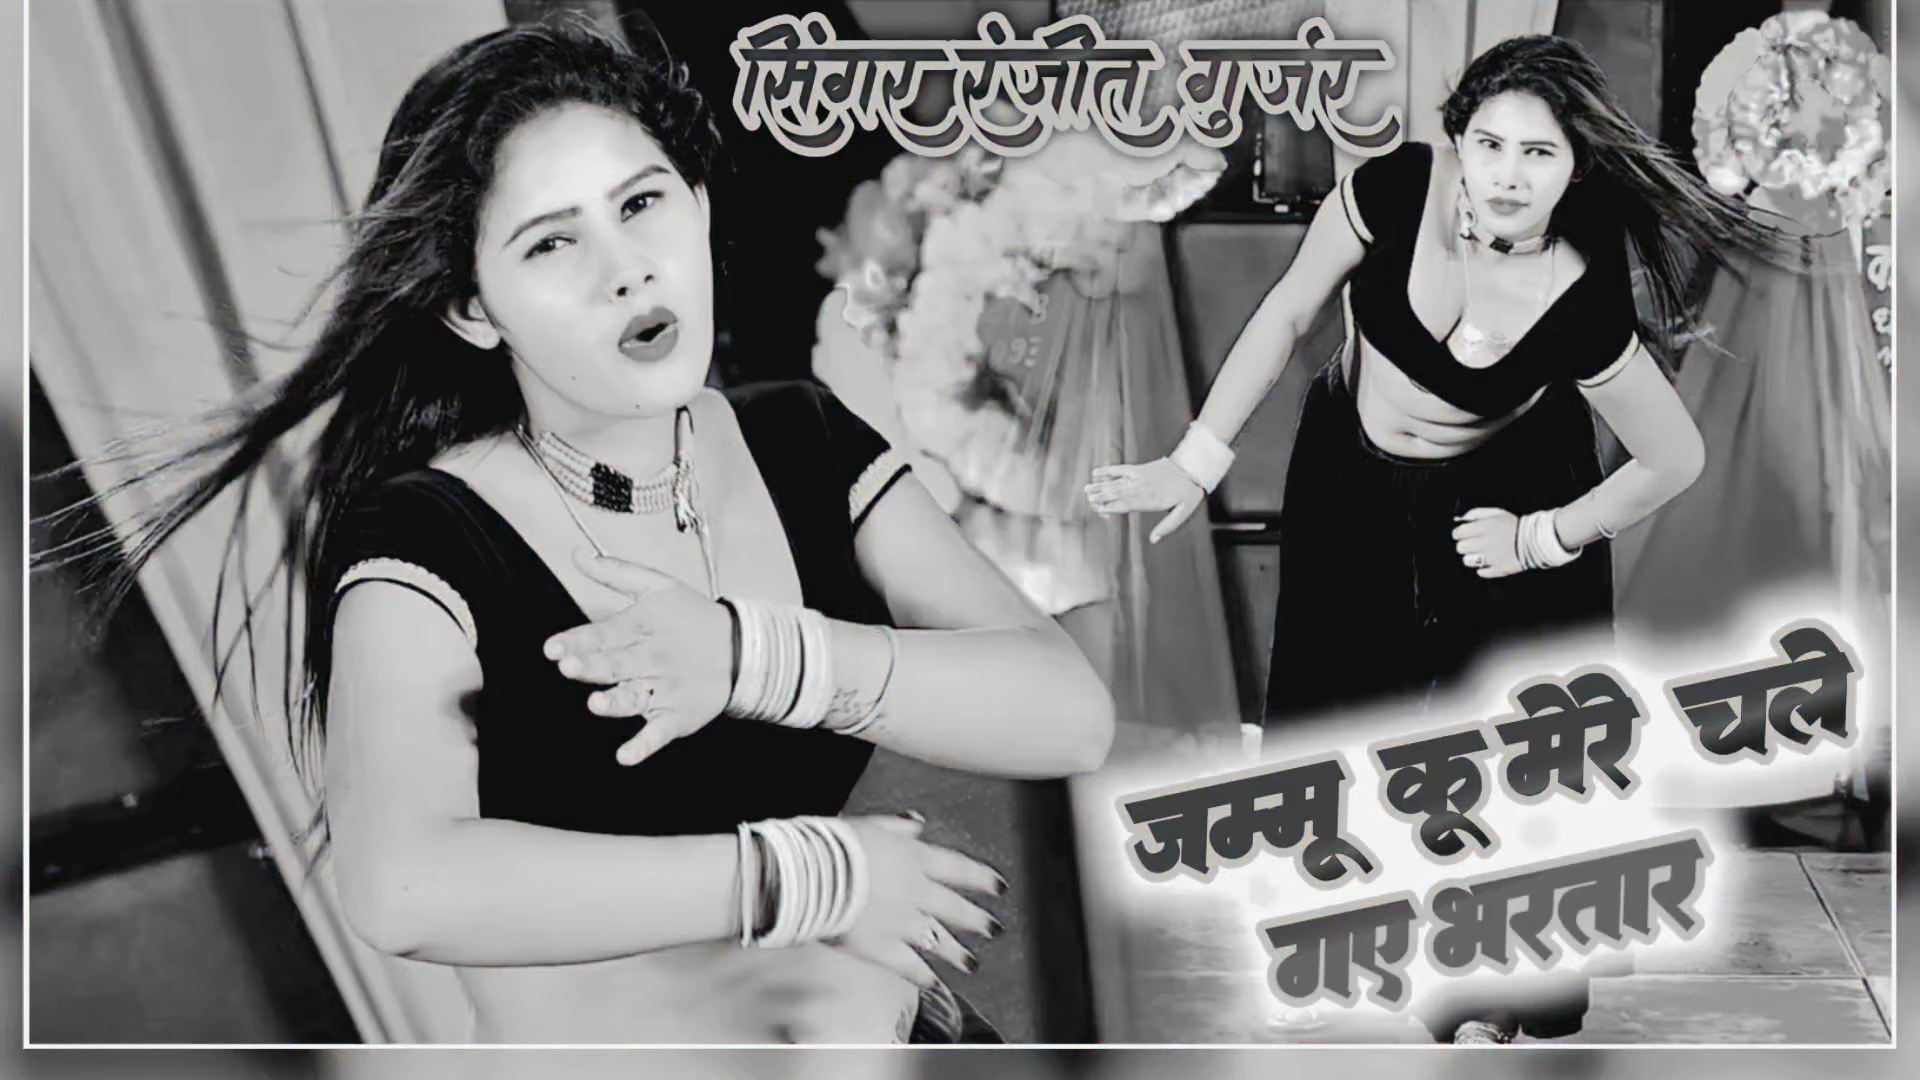 सिंगर रंजीत गुर्जर
जम्मू कू मेरे चले
गए भरतार